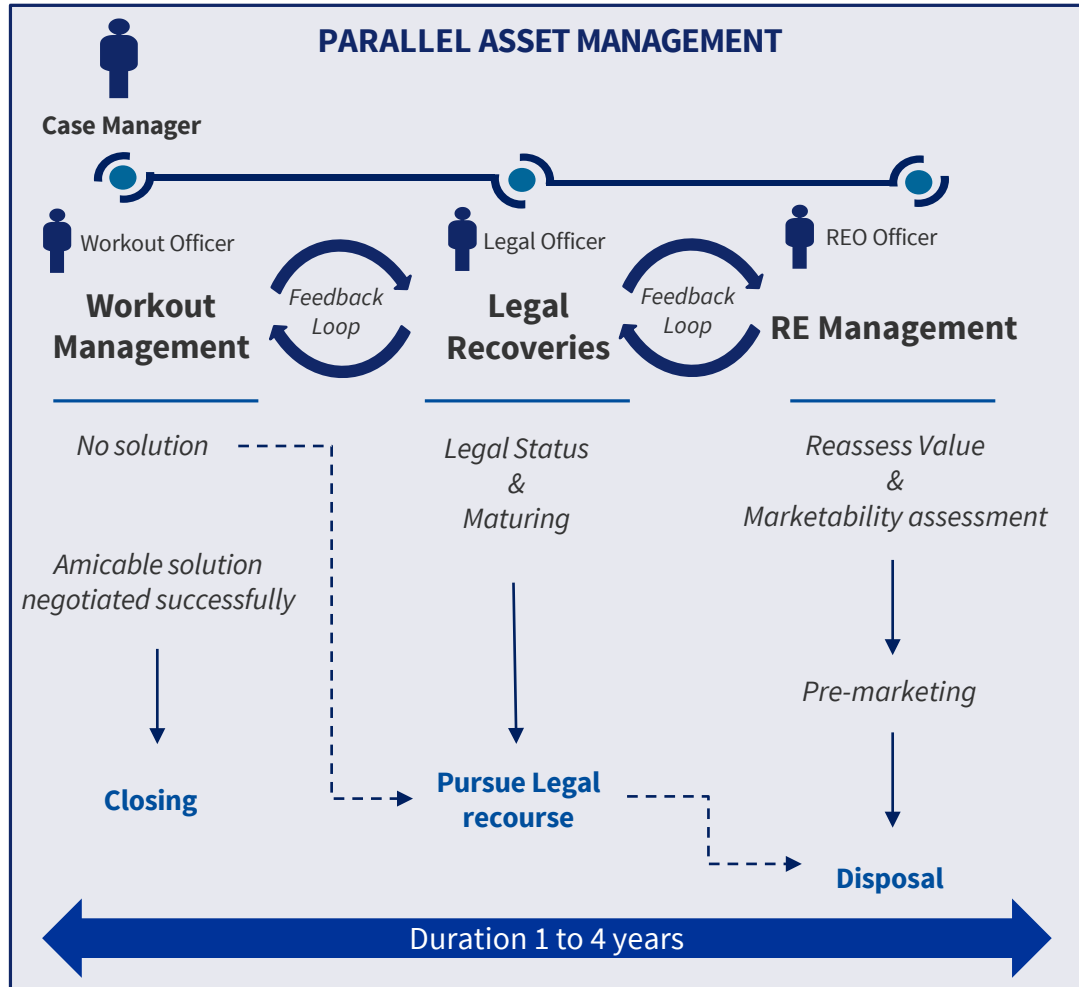 PARALLEL ASSET MANAGEMENT
Case Manager
Workout Officer
Legal Officer
REO Officer
Workout
Management
Feedback
Loop
Legal
Recoveries
Feedback
Loop
RE Management
No solution
Amicable solution
negotiated successfully
Closing
Legal Status
&
Maturing
Pursue Legal
recourse
Reassess Value
&
Marketability assessment
Pre-marketing
Disposal
Duration 1 to 4 years